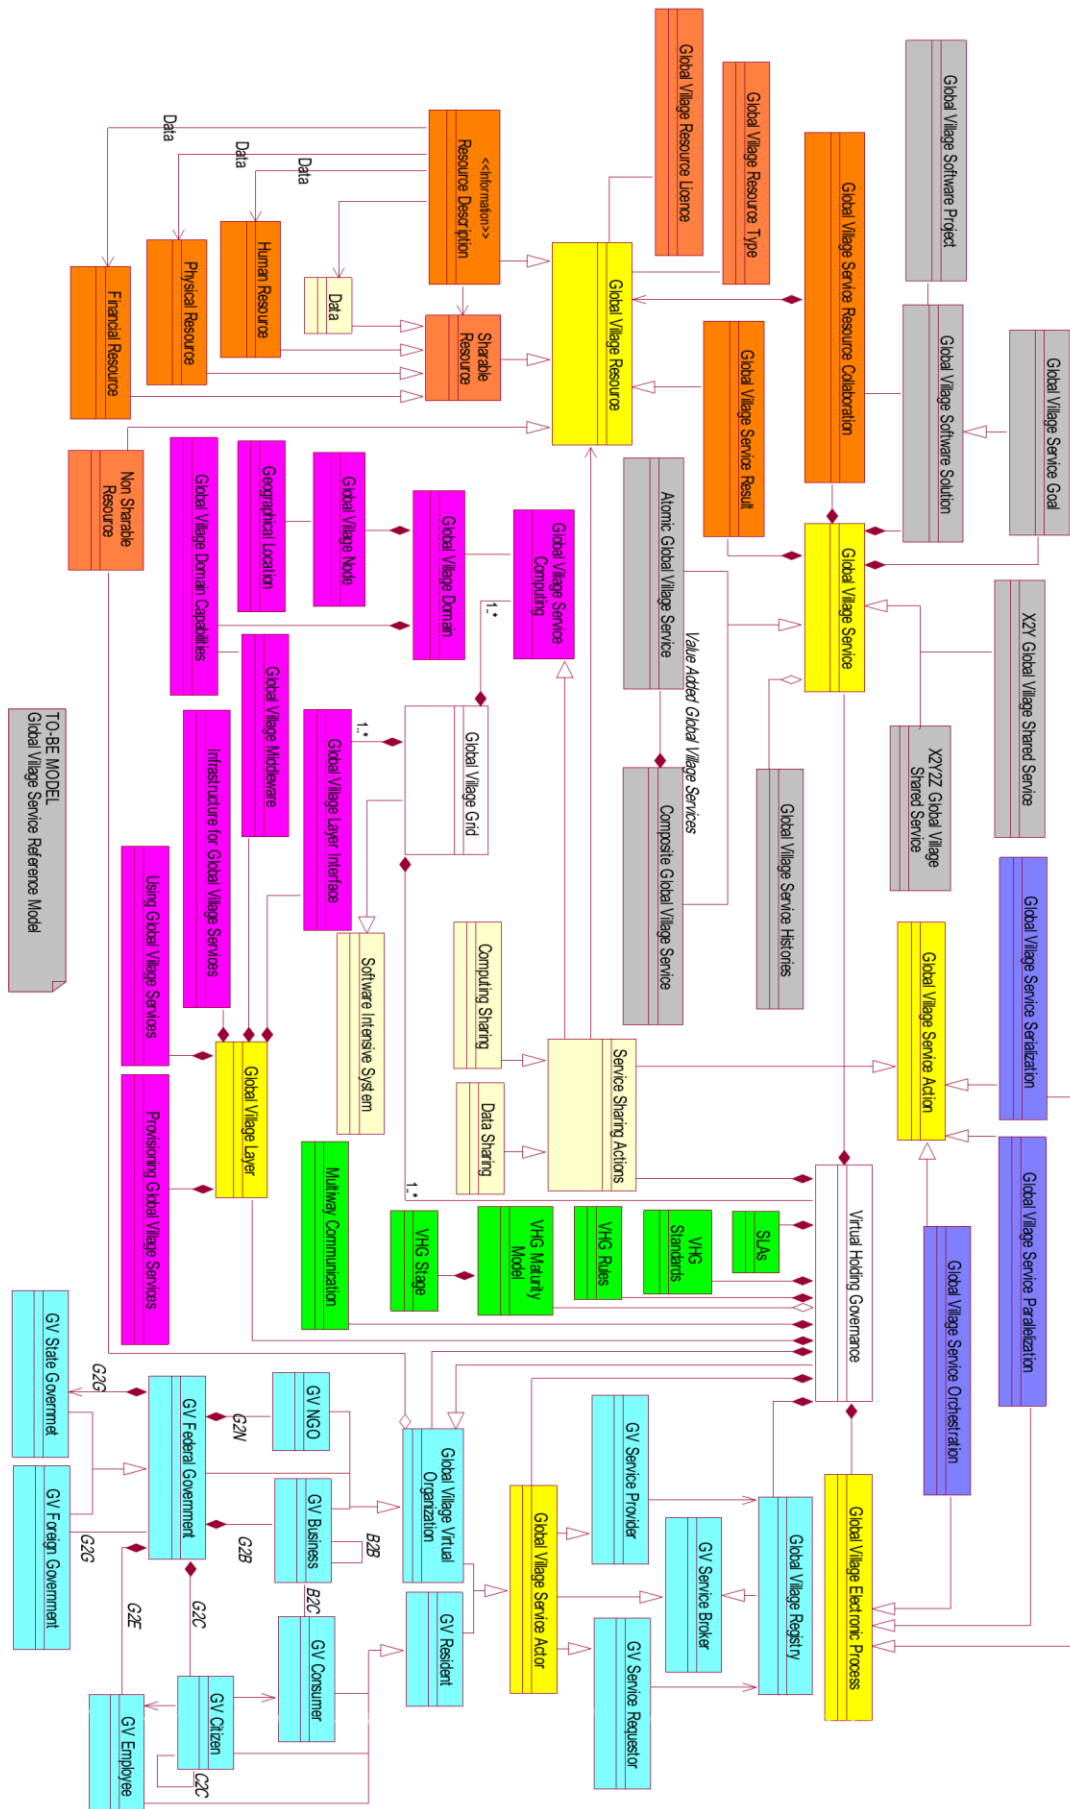 Global Village Service Goal
X2Y Global Village Shared Service
Global Village Service Serialization
Global Village Service Parallelization
Global Village Software Project
Global Village Software Solution
X2Y2Z Global Village
Shared Service
Global Village Service Action
Global Village Service Orchestration
Global Village Service Resource Collaboration
Global Village Service
Virtual Holding Governance
Global Village Electronic Process
Global Village Resource Type
Global Village Service Result
Global Village Service Histories
SLAs
Global Village Registry
Global Village Resource Licence
Atomic Global Village Service
Value Added Global Village Services
Composite Global Village Service
VHG
Standards
GV Service Broker
Global Village Resource
Service Sharing Actions
VHG Rules
GV Service Provider
GV Service Requestor
Global Village Service
Computing
Computing Sharing
Data Sharing
VHG Maturity
Model
Global Village Service Actor
<<Information>>
Resource Description
Sharable
Resource
Global Village Domain
1..*
Global Village Grid
1..*
VHG Stage
Global Village Virtual
Organization
GV Resident
Data
Global Village Node
1..*
Global Village Layer Interface
Software Intensive System
Multiway Communication
B2B
Data
Human Resource
Geographical Location
Global Village Middleware
Global Village Layer
GV NGO
GV Business
B2C
GV Consumer
Data
Physical Resource
Global Village Domain Capabilities
Infrastructure for Global Village Services
G2N
G2B
Data
Financial Resource
Non Sharable
Resource
Using Global Village Services
Provisioning Global Village Services
GV Federal Government
G2C
GV Citizen
C2C
G2G
G2G
G2E
GV Employee
TO-BE MODEL
Global Village Service Reference Model
GV State Governmet
GV Foreign Government